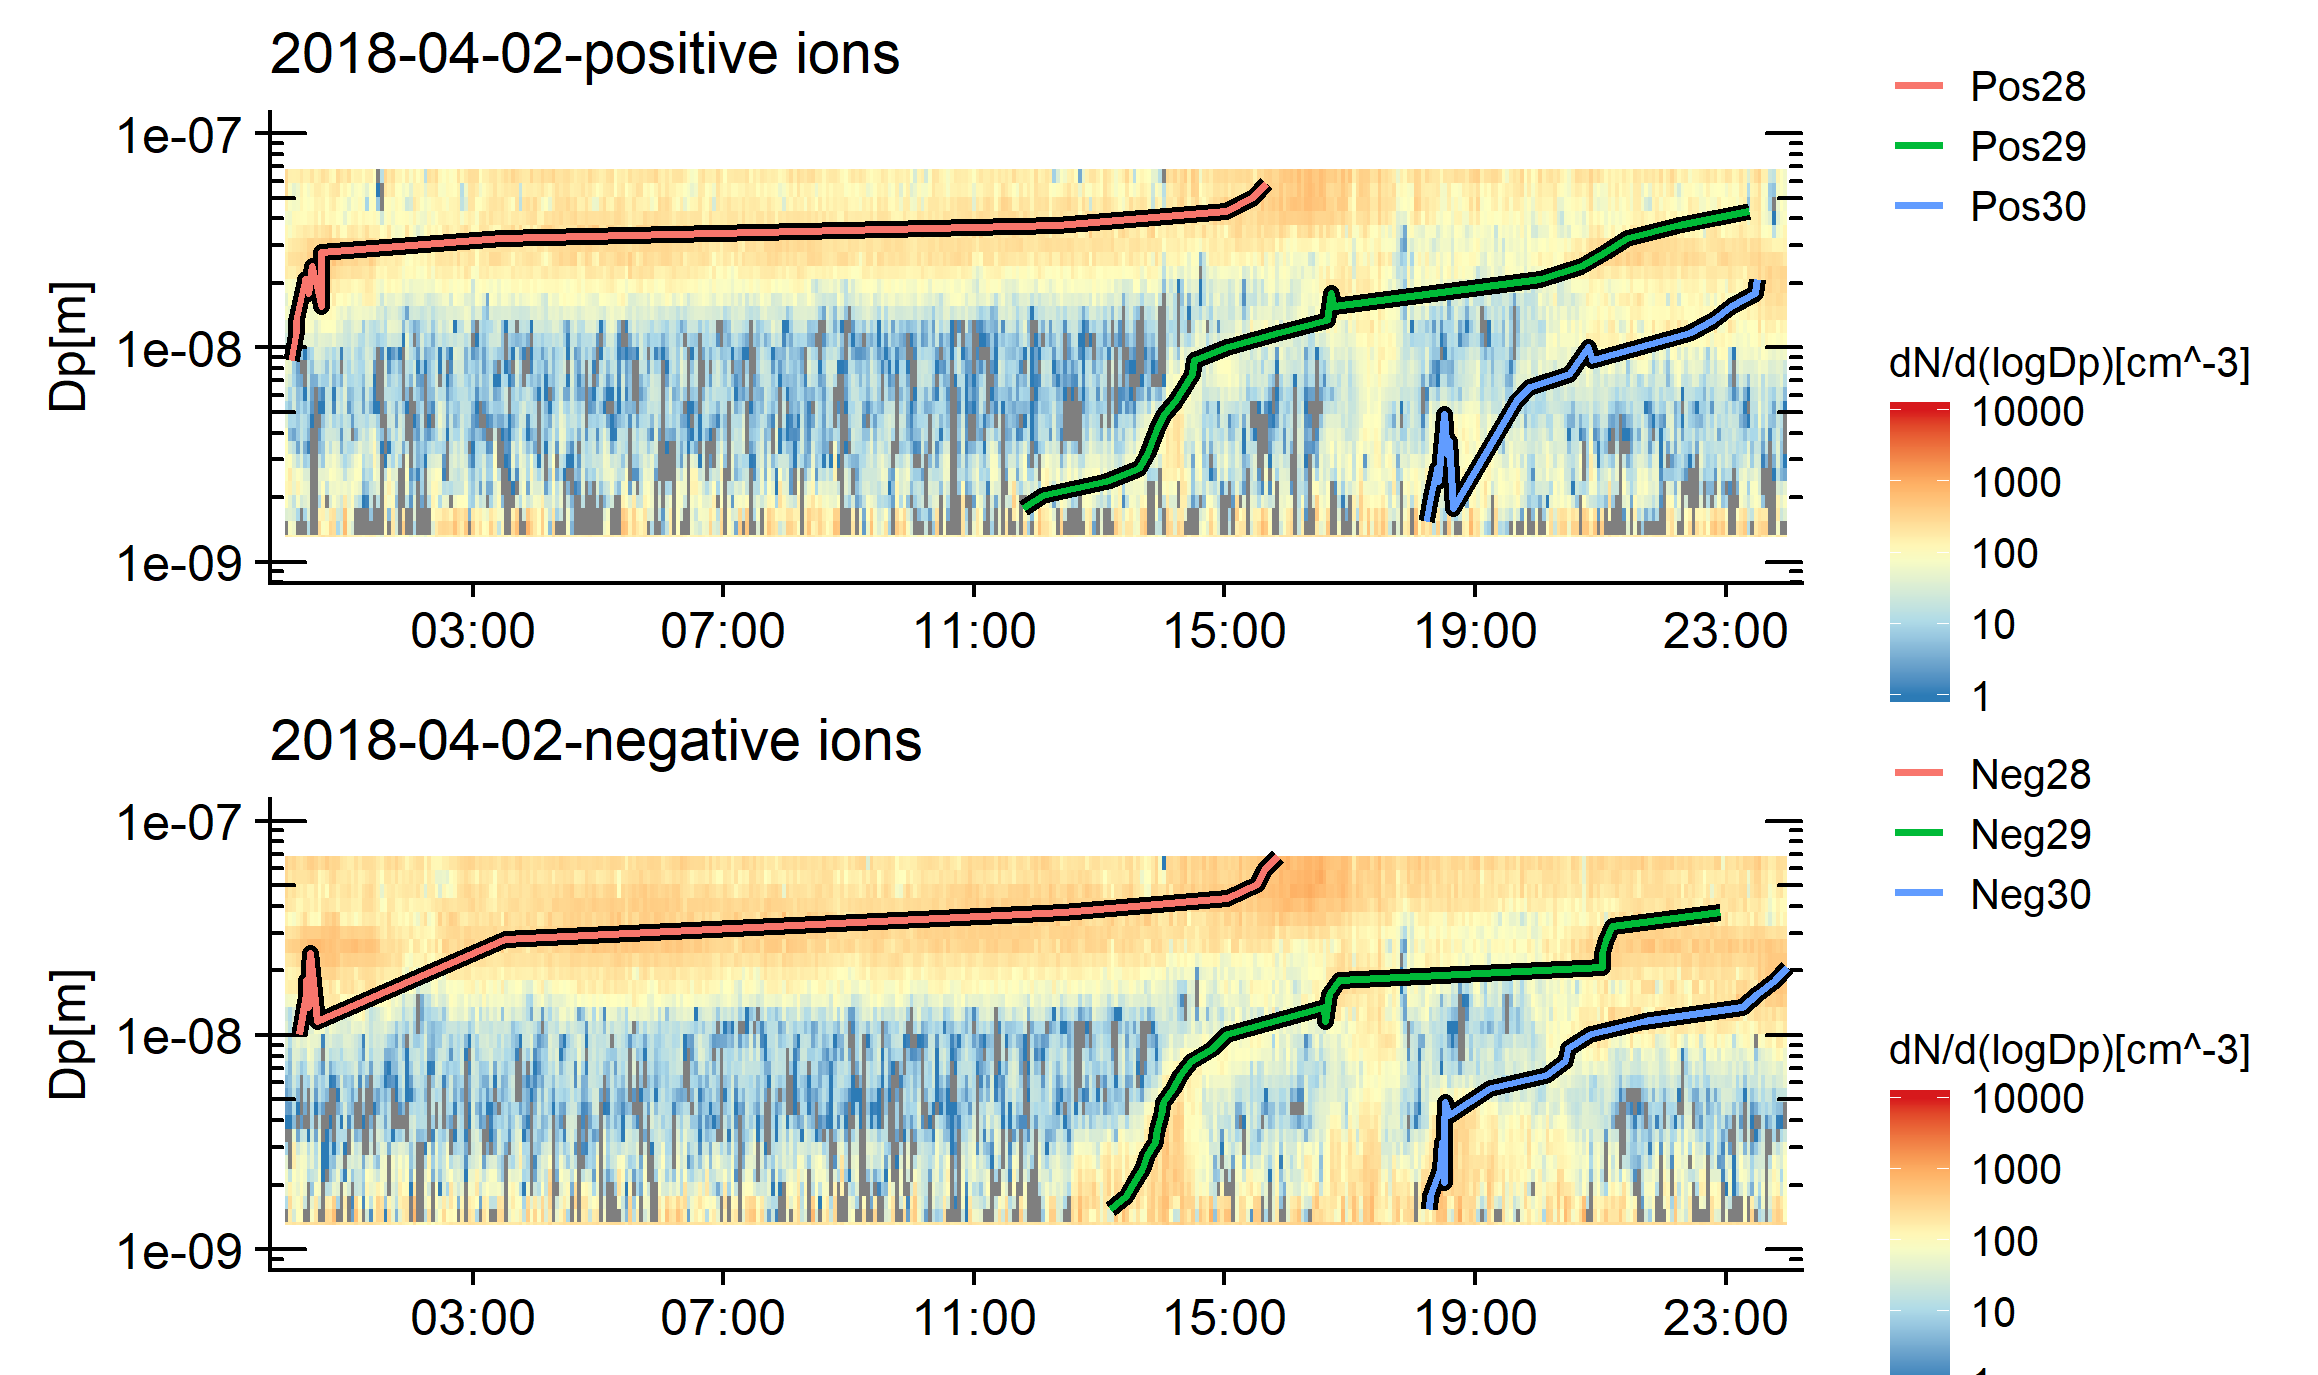 2018-04-02-positive ions
Dp[m]
1e-07
1e-08
1e-09
03:00 07:00 11:00 15:00 19:00 23:00
Pos28
Pos29
Pos30
dN/d(logDp)[cm^-3]
10000
1000
100
10
1
2018-04-02-negative ions
Dp[m]
1e-07
1e-08
1e-09
03:00 07:00 11:00 15:00 19:00 23:00
Neg28
Neg29
Neg30
dN/d(logDp)[cm^-3]
10000
1000
100
10